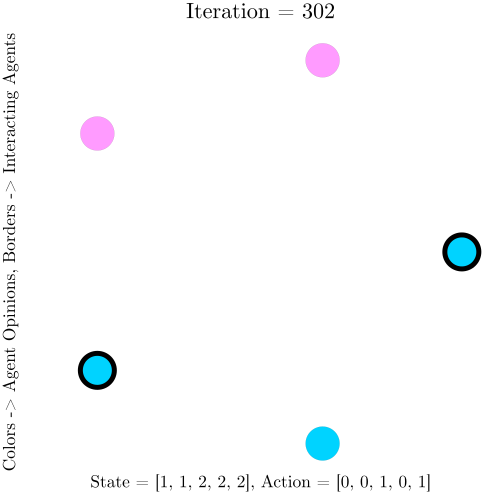 Iteration = 302
Colors -> Agent Opinions, Borders -> Interacting Agents
State = [1, 1, 2, 2, 2], Action = [0, 0, 1, 0, 1]